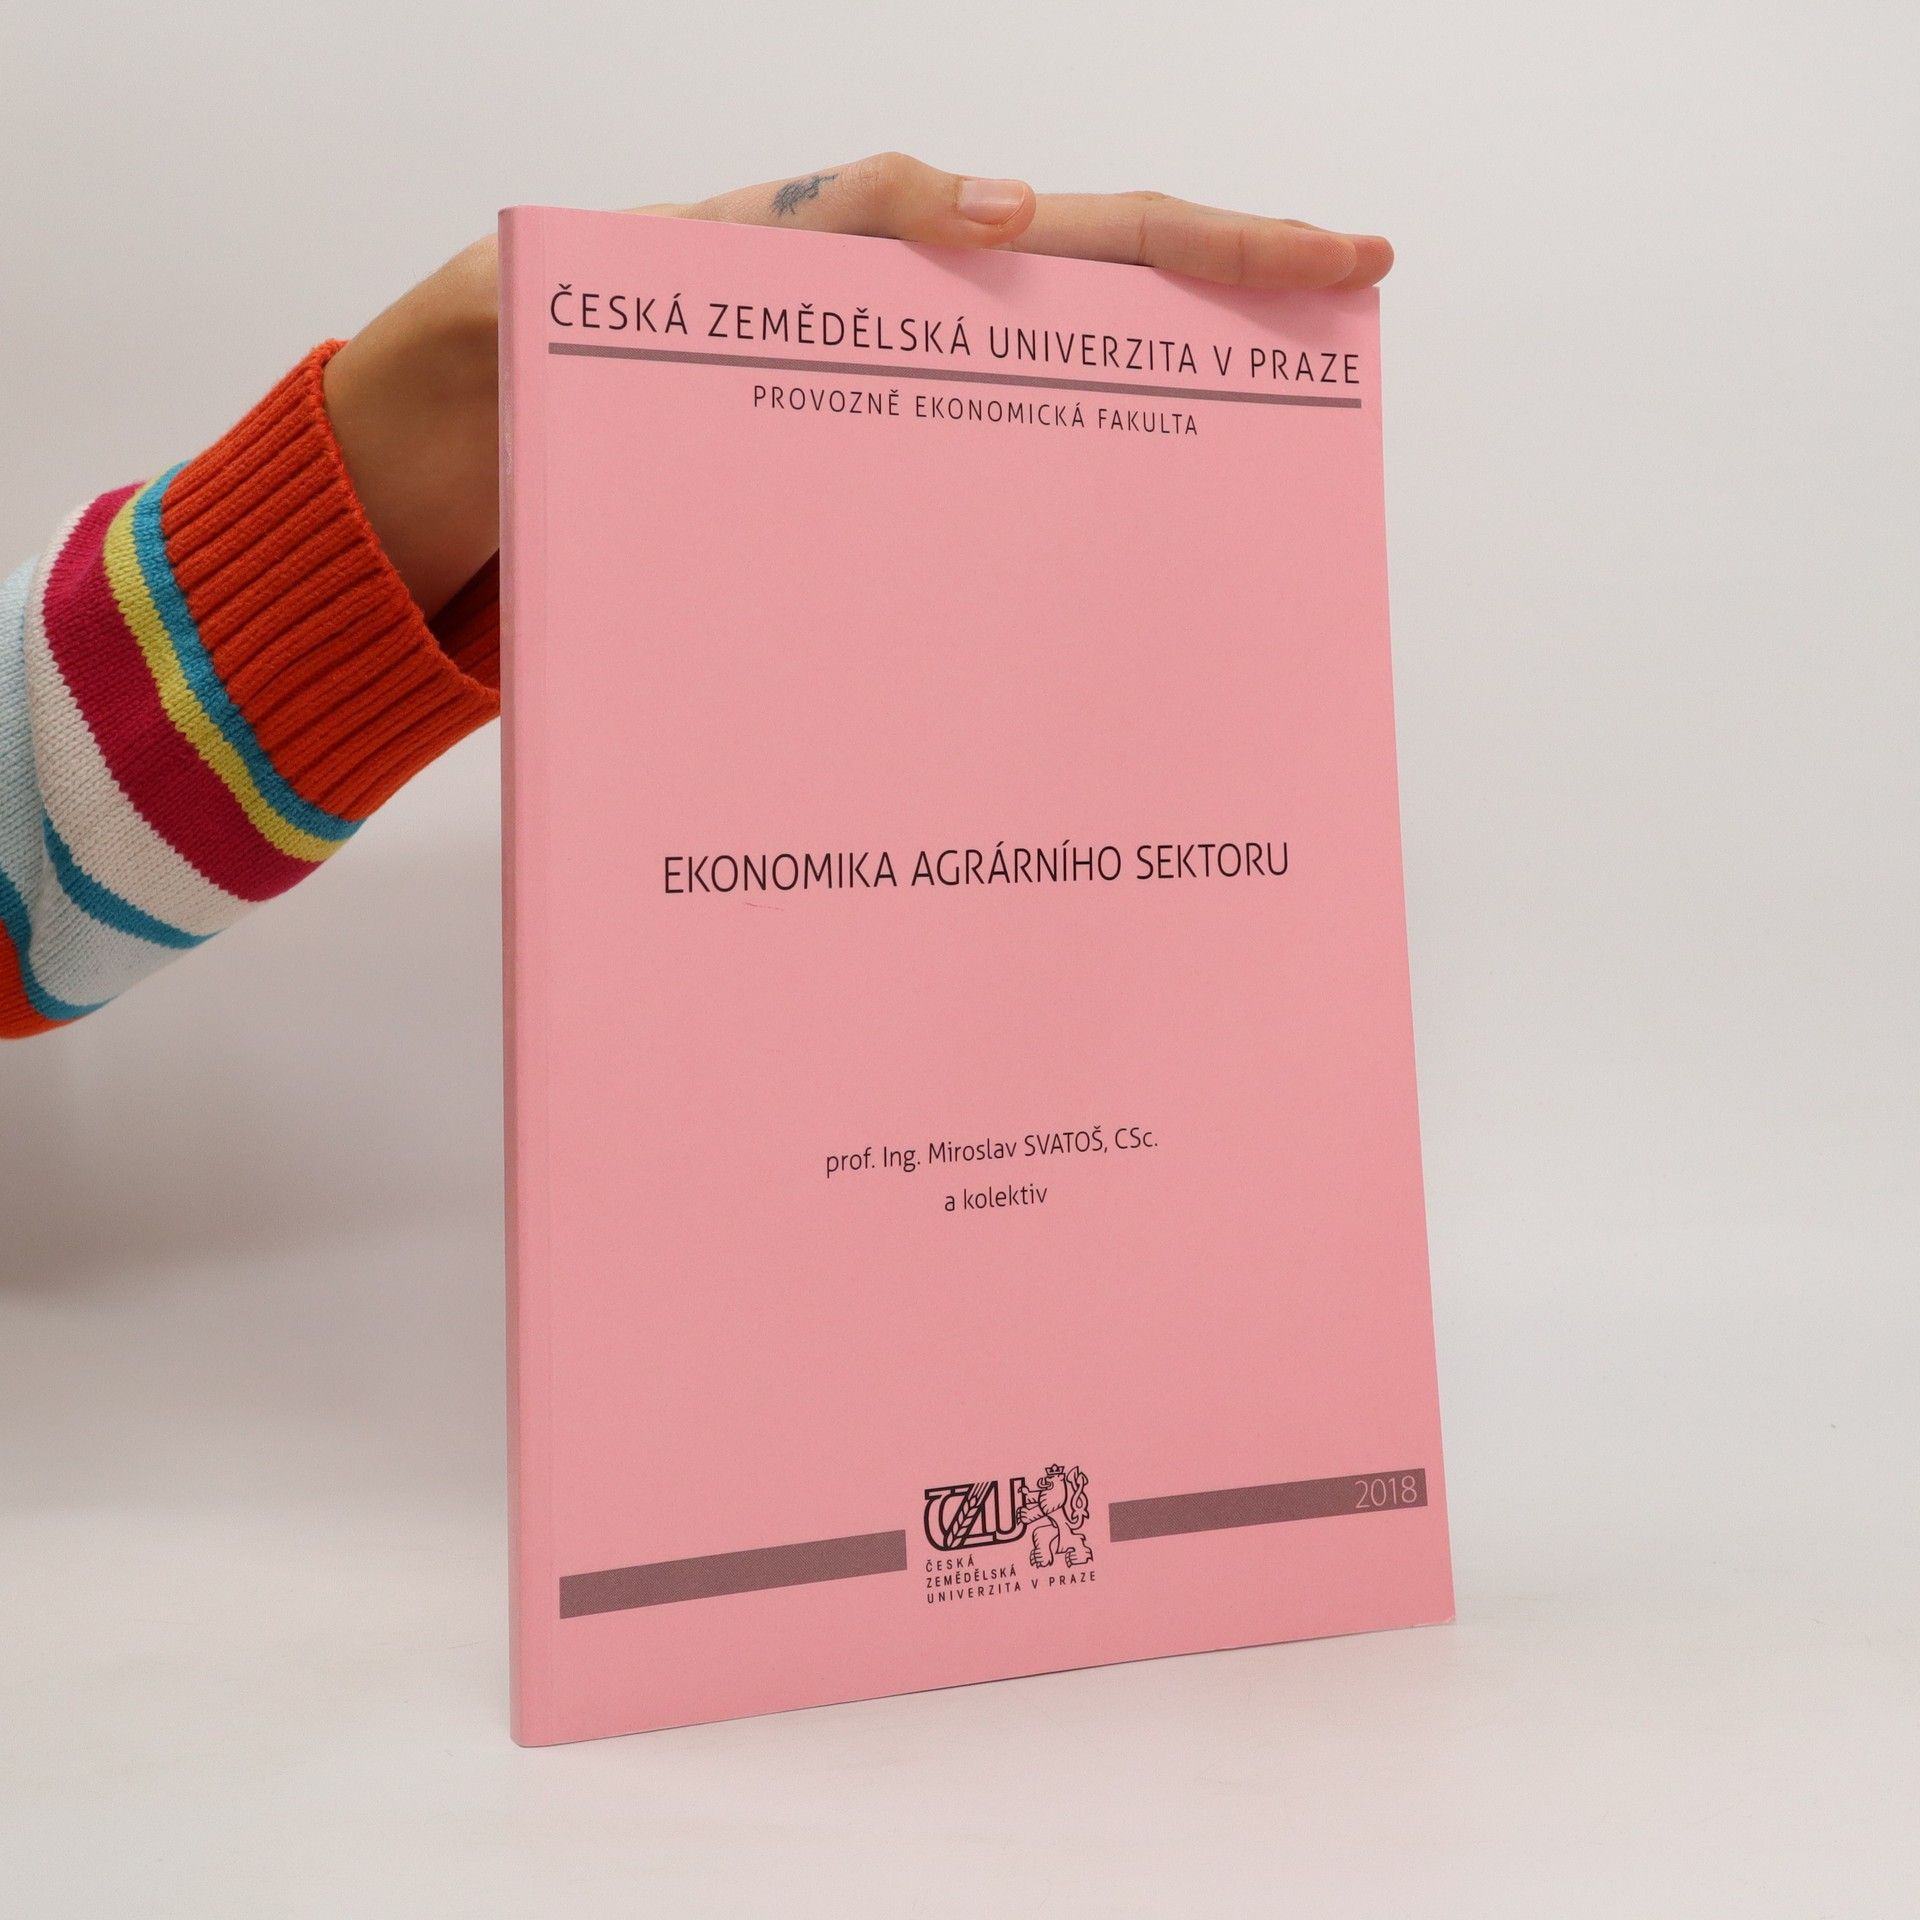 ČESKÁ ZEMĚDĚLSKÁ UNIVERZITA V PRAZE
PROVOZNĚ EKONOMICKÁ FAKULTA
EKONOMIKA AGRÁRNÍHO SEKTORU
prof. Ing. Miroslav SVATOŠ, CSc.
a kolektiv
2018
ČZU
ČESKÁ
ZEMĚDĚLSKÁ
UNIVERZITA V PRAZE